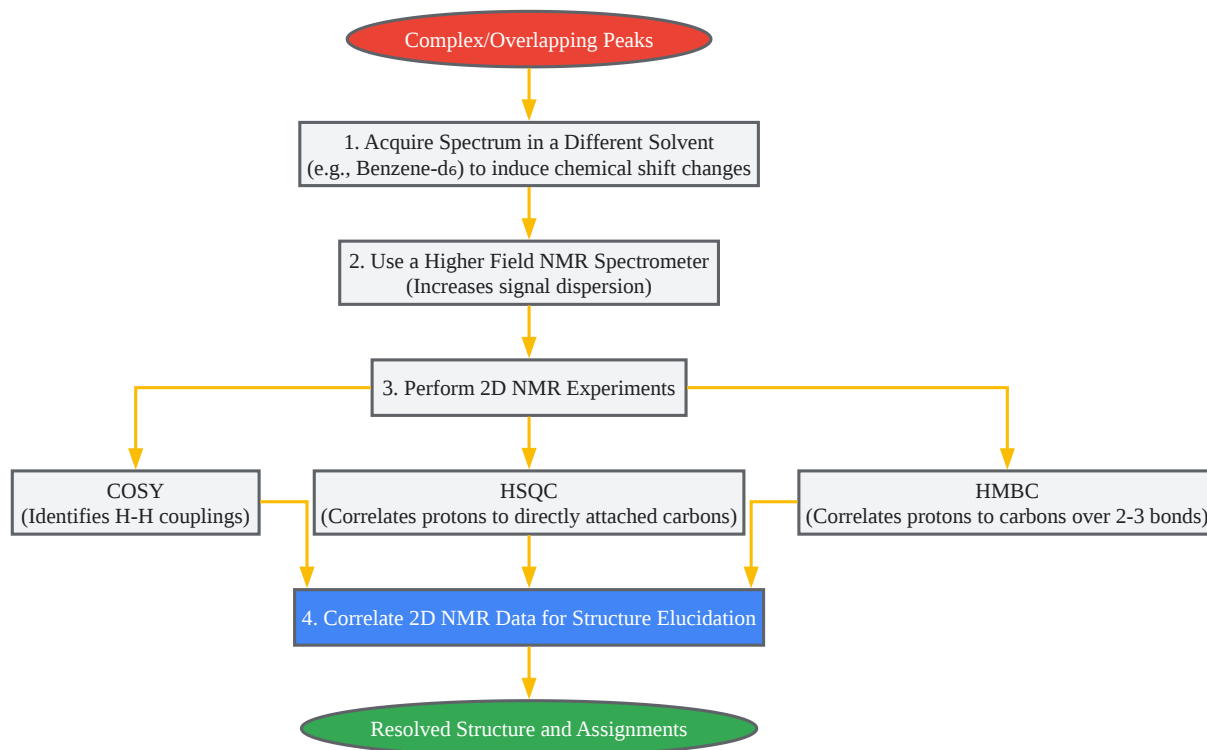 Complex/Overlapping Peaks
1. Acquire Spectrum in a Different Solvent
(e.g., Benzene-d₆) to induce chemical shift changes
2. Use a Higher Field NMR Spectrometer
(Increases signal dispersion)
3. Perform 2D NMR Experiments
COSY
(Identifies H-H couplings)
HSQC
(Correlates protons to directly attached carbons)
HMBC
(Correlates protons to carbons over 2-3 bonds)
4. Correlate 2D NMR Data for Structure Elucidation
Resolved Structure and Assignments